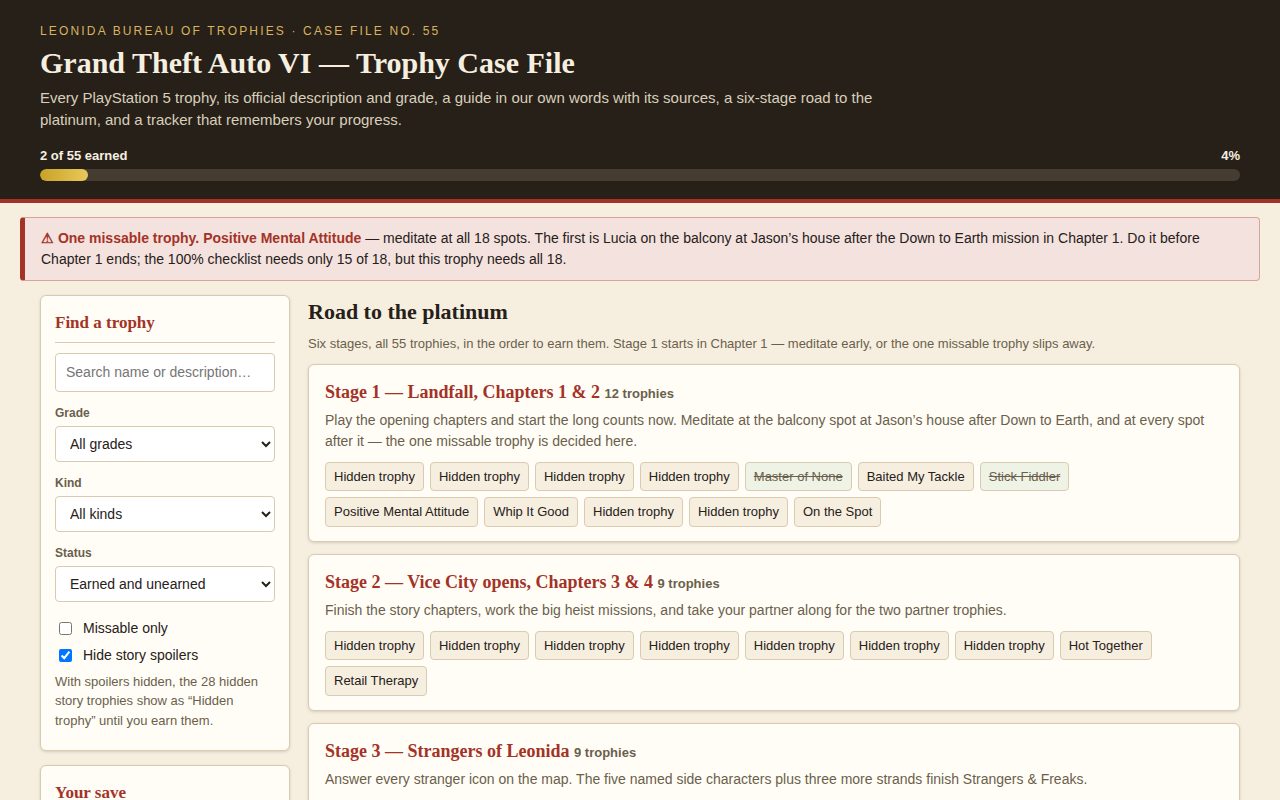 LEONIDA BUREAU OF TROPHIES · CASE FILE NO. 55
Grand Theft Auto VI — Trophy Case File
Every PlayStation 5 trophy, its official description and grade, a guide in our own words with its sources, a six-stage road to the
platinum, and a tracker that remembers your progress.
2 of 55 earned
4%
⚠ One missable trophy. Positive Mental Attitude — meditate at all 18 spots. The first is Lucia on the balcony at Jason’s house after the Down to Earth mission in Chapter 1. Do it before
Chapter 1 ends; the 100% checklist needs only 15 of 18, but this trophy needs all 18.
Find a trophy
Search name or description…
Grade
All grades
Kind
All kinds
Status
Earned and unearned
Missable only
Hide story spoilers
With spoilers hidden, the 28 hidden
story trophies show as “Hidden
trophy” until you earn them.
Your save
Road to the platinum
Six stages, all 55 trophies, in the order to earn them. Stage 1 starts in Chapter 1 — meditate early, or the one missable trophy slips away.
Stage 1 — Landfall, Chapters 1 & 2 12 trophies
Play the opening chapters and start the long counts now. Meditate at the balcony spot at Jason’s house after Down to Earth, and at every spot
after it — the one missable trophy is decided here.
Hidden trophy Hidden trophy Hidden trophy Hidden trophy Master of None Baited My Tackle Stick Fiddler
Positive Mental Attitude Whip It Good Hidden trophy Hidden trophy On the Spot
Stage 2 — Vice City opens, Chapters 3 & 4 9 trophies
Finish the story chapters, work the big heist missions, and take your partner along for the two partner trophies.
Hidden trophy Hidden trophy Hidden trophy Hidden trophy Hidden trophy Hidden trophy Hidden trophy Hot Together
Retail Therapy
Stage 3 — Strangers of Leonida 9 trophies
Answer every stranger icon on the map. The five named side characters plus three more strands finish Strangers & Freaks.